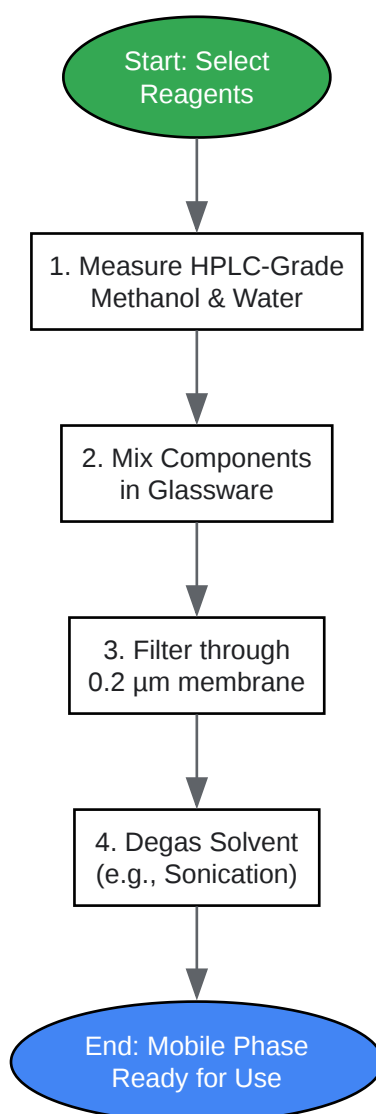 Start: Select
Reagents
1. Measure HPLC-Grade
Methanol & Water
2. Mix Components
in Glassware
3. Filter through
0.2 µm membrane
4. Degas Solvent
(e.g., Sonication)
End: Mobile Phase
Ready for Use